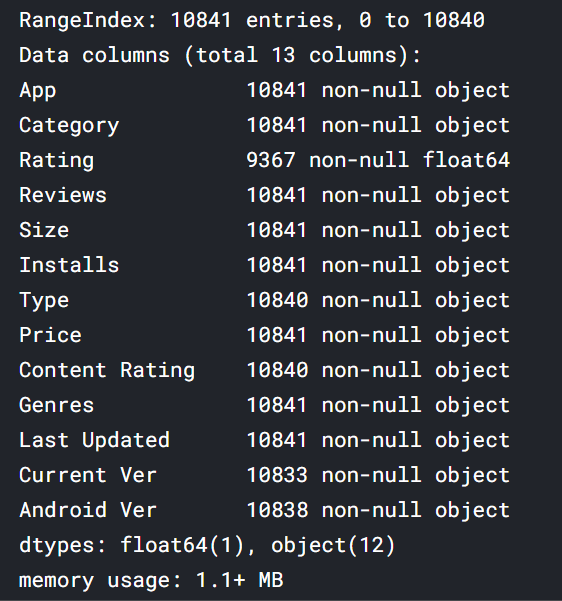 RangeIndex: 10841 entries, 0 to 10840
Data columns (total 13 columns):
App               10841 non-null object
Category          10841 non-null object
Rating            9367 non-null float64
Reviews           10841 non-null object
Size              10841 non-null object
Installs          10841 non-null object
Type              10840 non-null object
Price             10841 non-null object
Content Rating    10840 non-null object
Genres            10841 non-null object
Last Updated      10841 non-null object
Current Ver       10833 non-null object
Android Ver       10838 non-null object
dtypes: float64(1), object(12)
memory usage: 1.1+ MB